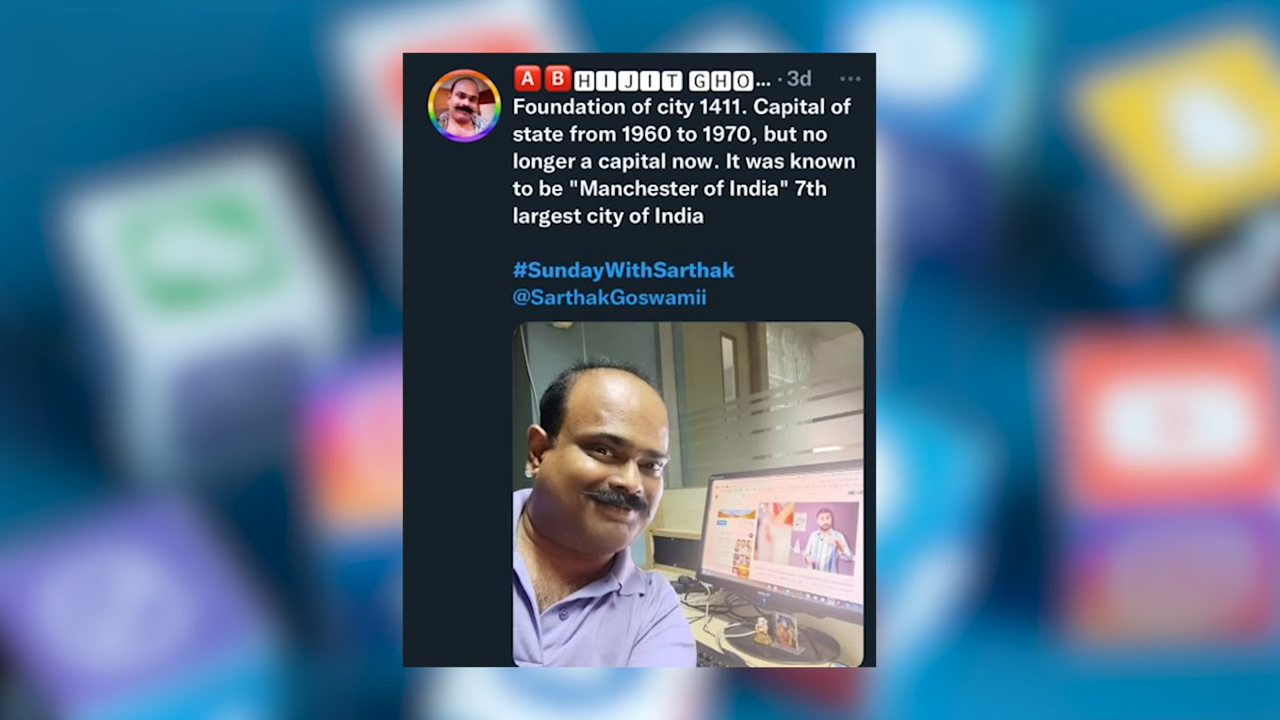 🅰🅱🄷🄸🄹🄸🅃 🄶🄷🄾... · 3d ...
Foundation of city 1411. Capital of
state from 1960 to 1970, but no
longer a capital now. It was known
to be "Manchester of India" 7th
largest city of India
#SundayWithSarthak
@SarthakGoswamii